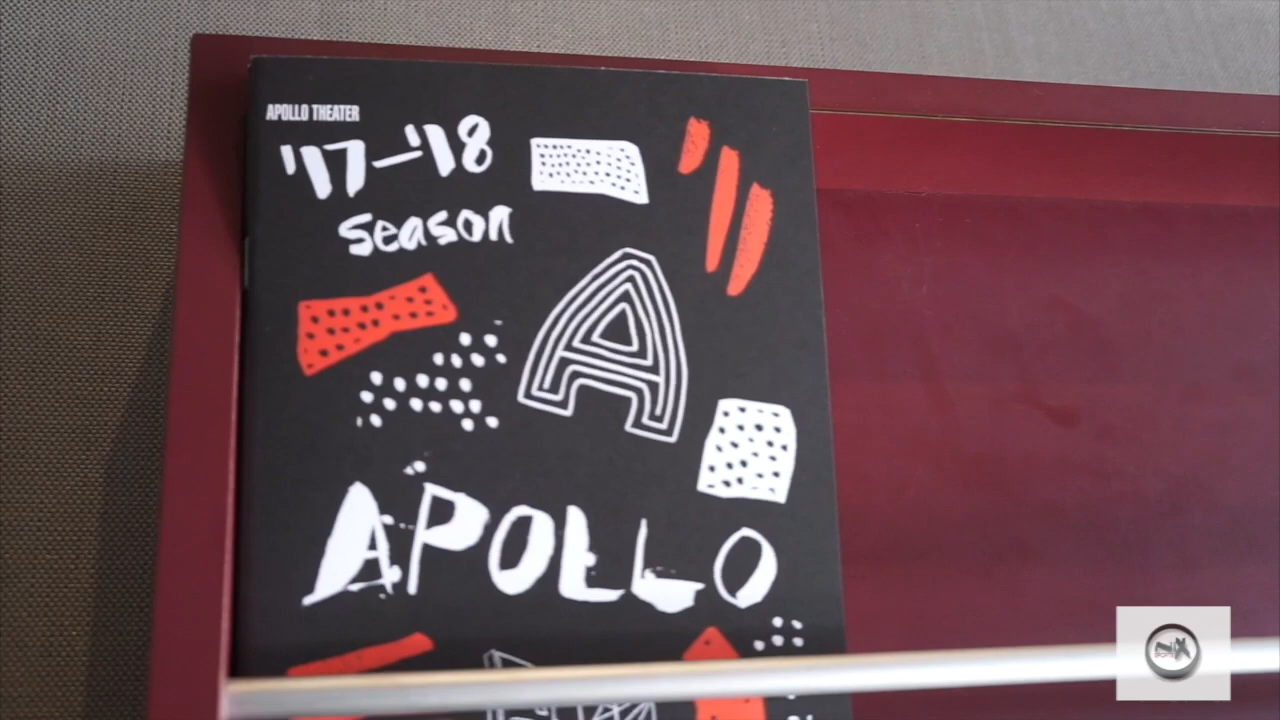 APOLLO THEATER
'17–'18
season
A
APOLLO